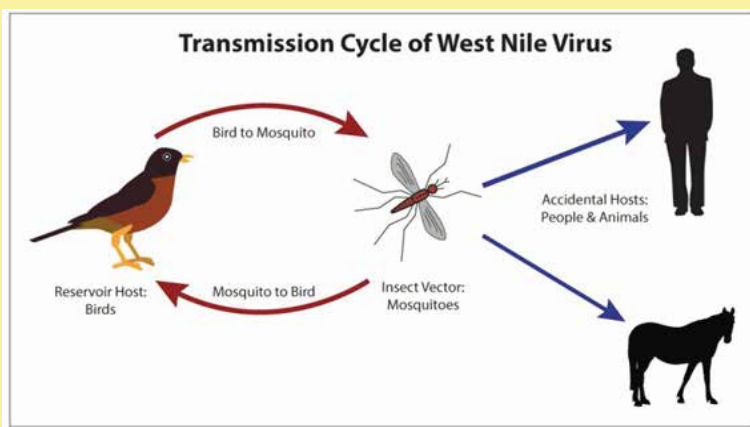 Transmission Cycle of West Nile Virus
Bird to Mosquito
Accidental Hosts:
People & Animals
Reservoir Host:
Birds
Mosquito to Bird
Insect Vector:
Mosquitoes